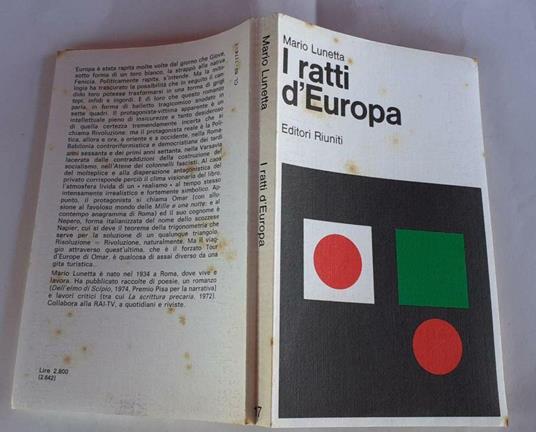 'Europa è stata rapita molte volte dal giorno che Giove,
sotto forma di un toro bianco, la strappò alla nativa
Fenicia. Politicamente rapita, s'intende. Ma la mito-
logia ha trascurato la possibilità che in seguito il can-
dido toro potesse trasformarsi in una torma di grigi
topi, infidi e ingordi. È di loro che questo romanzo
parla, in forma di balletto tragicomico snodato in
sette quadri. Il protagonista-vittima apparente è un
intellettuale pieno di insicurezze e tanto desideroso
di quella certezza tremendamente incerta che si
chiama Rivoluzione: ma il protagonista reale è la Poli-
tica, allora e ora, a oriente e a occidente, nella Roma-
Babilonia controriformistica e democristiana dei tardi
anni sessanta e dei primi anni settanta, nella Varsavia
lacerata dalle contraddizioni della costruzione del
socialismo, nell'Atene dei colonnelli fascisti. Al caos
del molteplice e alla disperazione antagonistica del
privato corrisponde perciò il clima visionario del libro,
l'atmosfera livida di un « realismo » al tempo stesso
intensamente irrealistico e fortemente simbolico. Ap-
punto, il protagonista si chiama Omar (con allu-
sione al favoloso mondo delle Mille e una notte: e al
contempo anagramma di Roma) ed il suo cognome è
Nepero, forma italianizzata del nome dello scozzese
Napier, cui si deve il teorema della trigonometria che
serve per la soluzione di un qualunque triangolo.
Risoluzione — Rivoluzione, naturalmente. Ma il viag-
gio attraverso quest'ultima, che è il forzato Tour
d'Europe di Omar, è qualcosa di assai diverso da una
gita turistica...
Mario Lunetta è nato nel 1934 a Roma, dove vive e
lavora. Ha pubblicato raccolte di poesie, un romanzo
(Dell'elmo di Scipio, 1974, Premio Pisa per la narrativa)
e lavori critici (tra cui La scrittura precaria, 1972).
Collabora alla RAI-TV, a quotidiani e riviste.
Lire 2.800
(2.642)
Mario Lunetta
I ratti d'Europa
17
Mario Lunetta
I ratti
d'Europa
Editori Riuniti